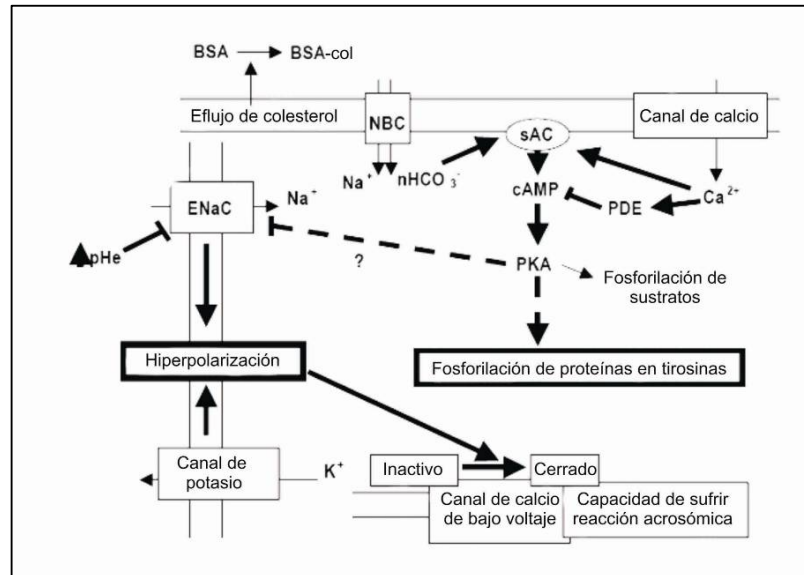 BSA BSA-col
Eflujo de colesterol
NBC
sAC
Canal de calcio
Na+ nHCO3-
cAMP
PDE
Ca2+
ENaC
Na+
pHe
?
PKA
Fosforilación de
sustratos
Hiperpolarización
Fosforilación de proteínas en tirosinas
Canal de
potasio
K+
Inactivo
Cerrado
Canal de calcio
de bajo voltaje
Capacidad de sufrir
reacción acrosómica